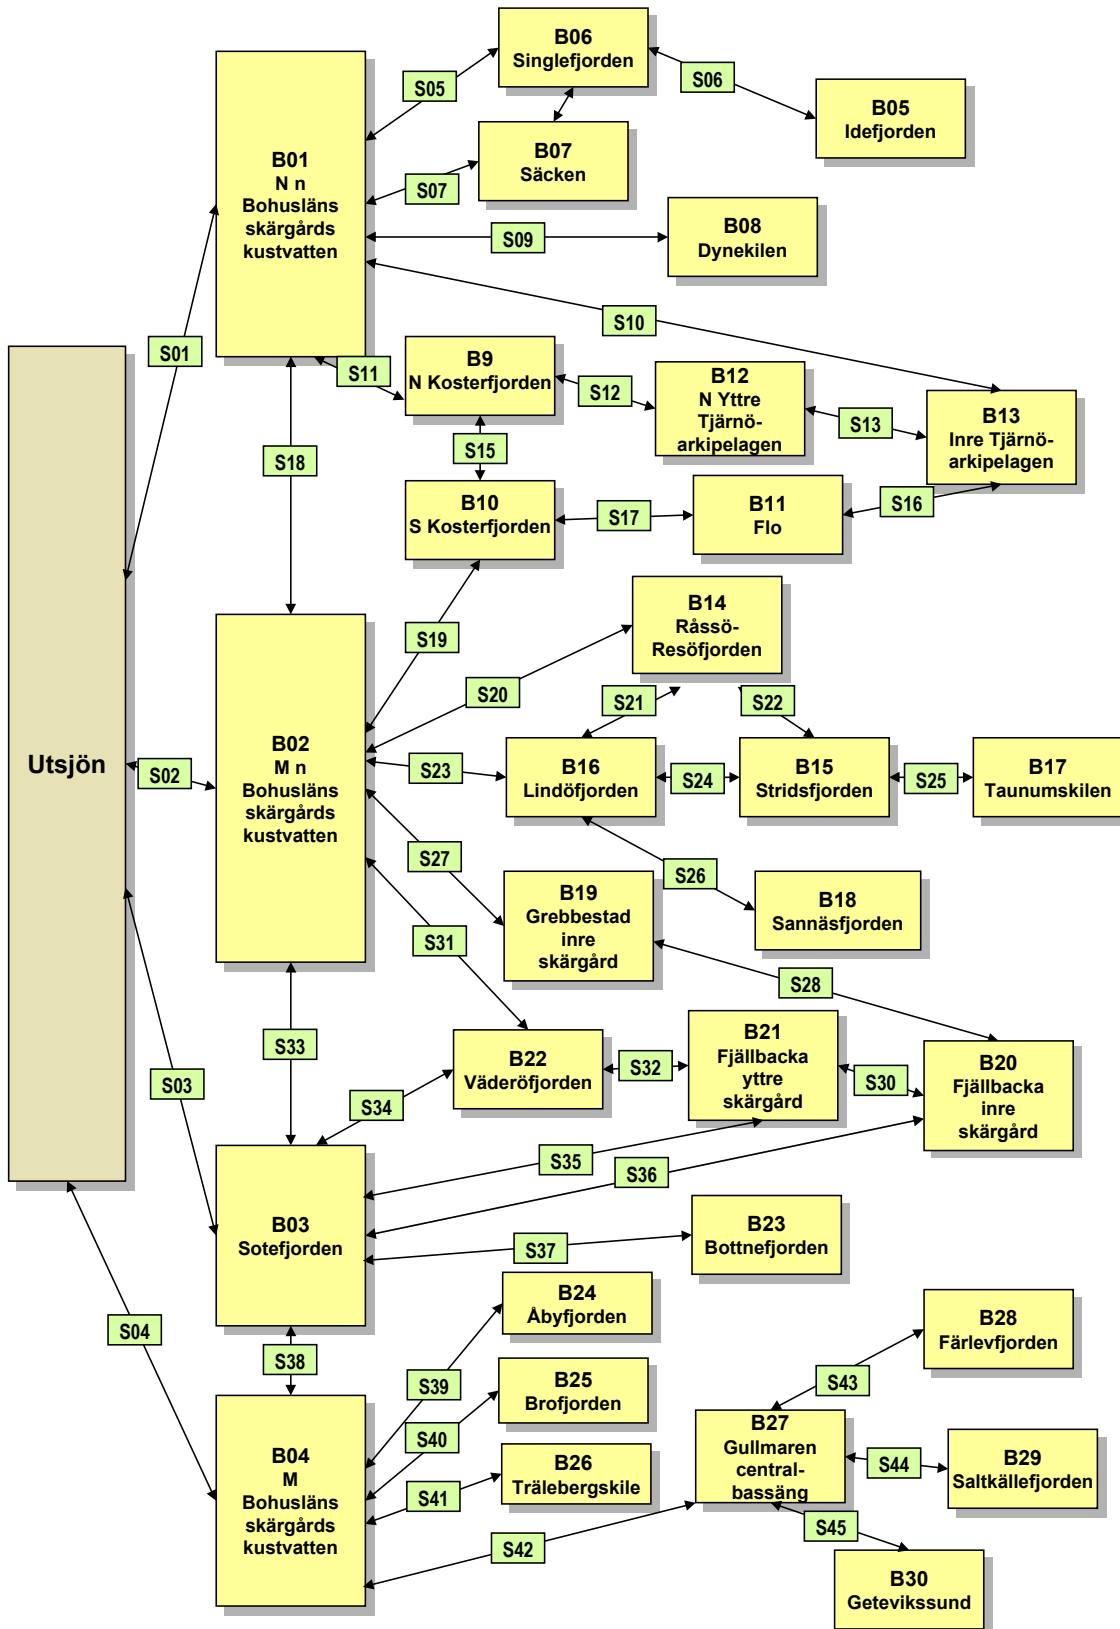 B06
Singlefjorden
S05
S06
B05
Idefjorden
B01
N n
Bohusläns
skärgårds
kustvatten
B07
Säcken
S07
B08
Dynekilen
S09
S10
S01
S11
B9
N Kosterfjorden
S12
B12
N Yttre
Tjärnö-
arkipelagen
S13
B13
Inre Tjärnö-
arkipelagen
S18
S15
B10
S Kosterfjorden
S17
B11
Flo
S16
B14
Råssö-
Resöfjorden
S19
S20
S21
S22
Utsjön
S02
B02
M n
Bohusläns
skärgårds
kustvatten
S23
B16
Lindöfjorden
S24
B15
Stridsfjorden
S25
B17
Taunumskilen
S27
S26
B19
Grebbestad
inre
skärgård
B18
Sannäsfjorden
S31
S28
S33
B22
Väderöfjorden
S32
B21
Fjällbacka
yttre
skärgård
S30
B20
Fjällbacka
inre
skärgård
S03
S34
S35
S36
B03
Sotefjorden
S37
B23
Bottnefjorden
B24
Åbyfjorden
S04
S38
S39
B28
Färlevfjorden
S43
B25
Brofjorden
S40
B04
M
Bohusläns
skärgårds
kustvatten
B26
Trälebergskile
S41
B27
Gullmaren
central-
bassäng
S44
B29
Saltkällefjorden
S42
S45
B30
Getevikssund